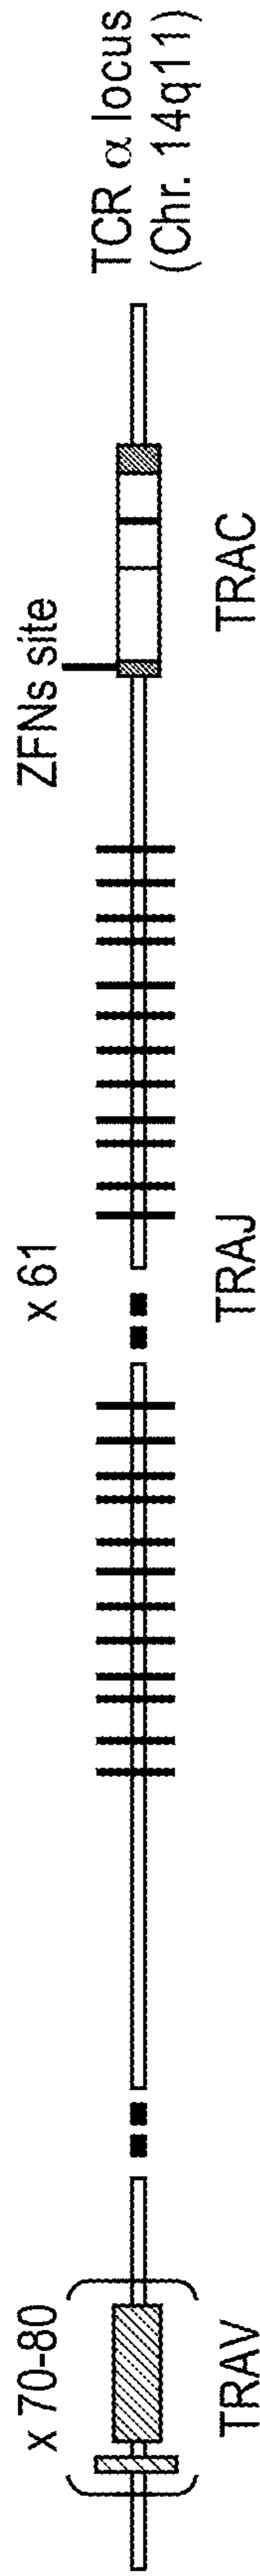 x 70-80
x 61
ZFNs site
TCR α locus
(Chr. 14q11)
TRAV
TRAJ
TRAC